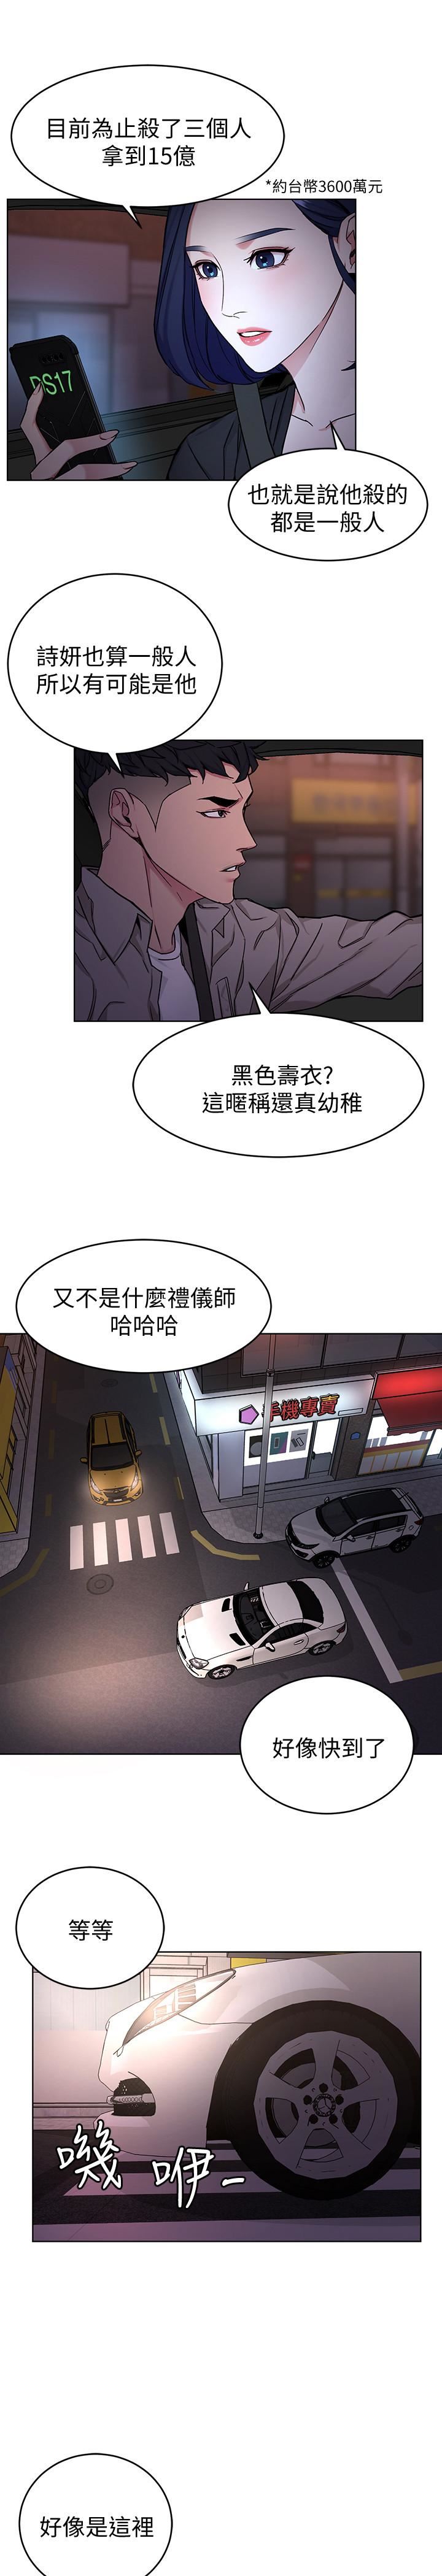 目前為止殺了三個人
拿到15億
*約台幣3600萬元
DS17
也就是說他殺的
都是一般人
詩妍也算一般人
所以有可能是他
黑色壽衣?
這暱稱還真幼稚
又不是什麼禮儀師
哈哈哈
手機專賣
好像快到了
等等
嘰咿-
好像是這裡